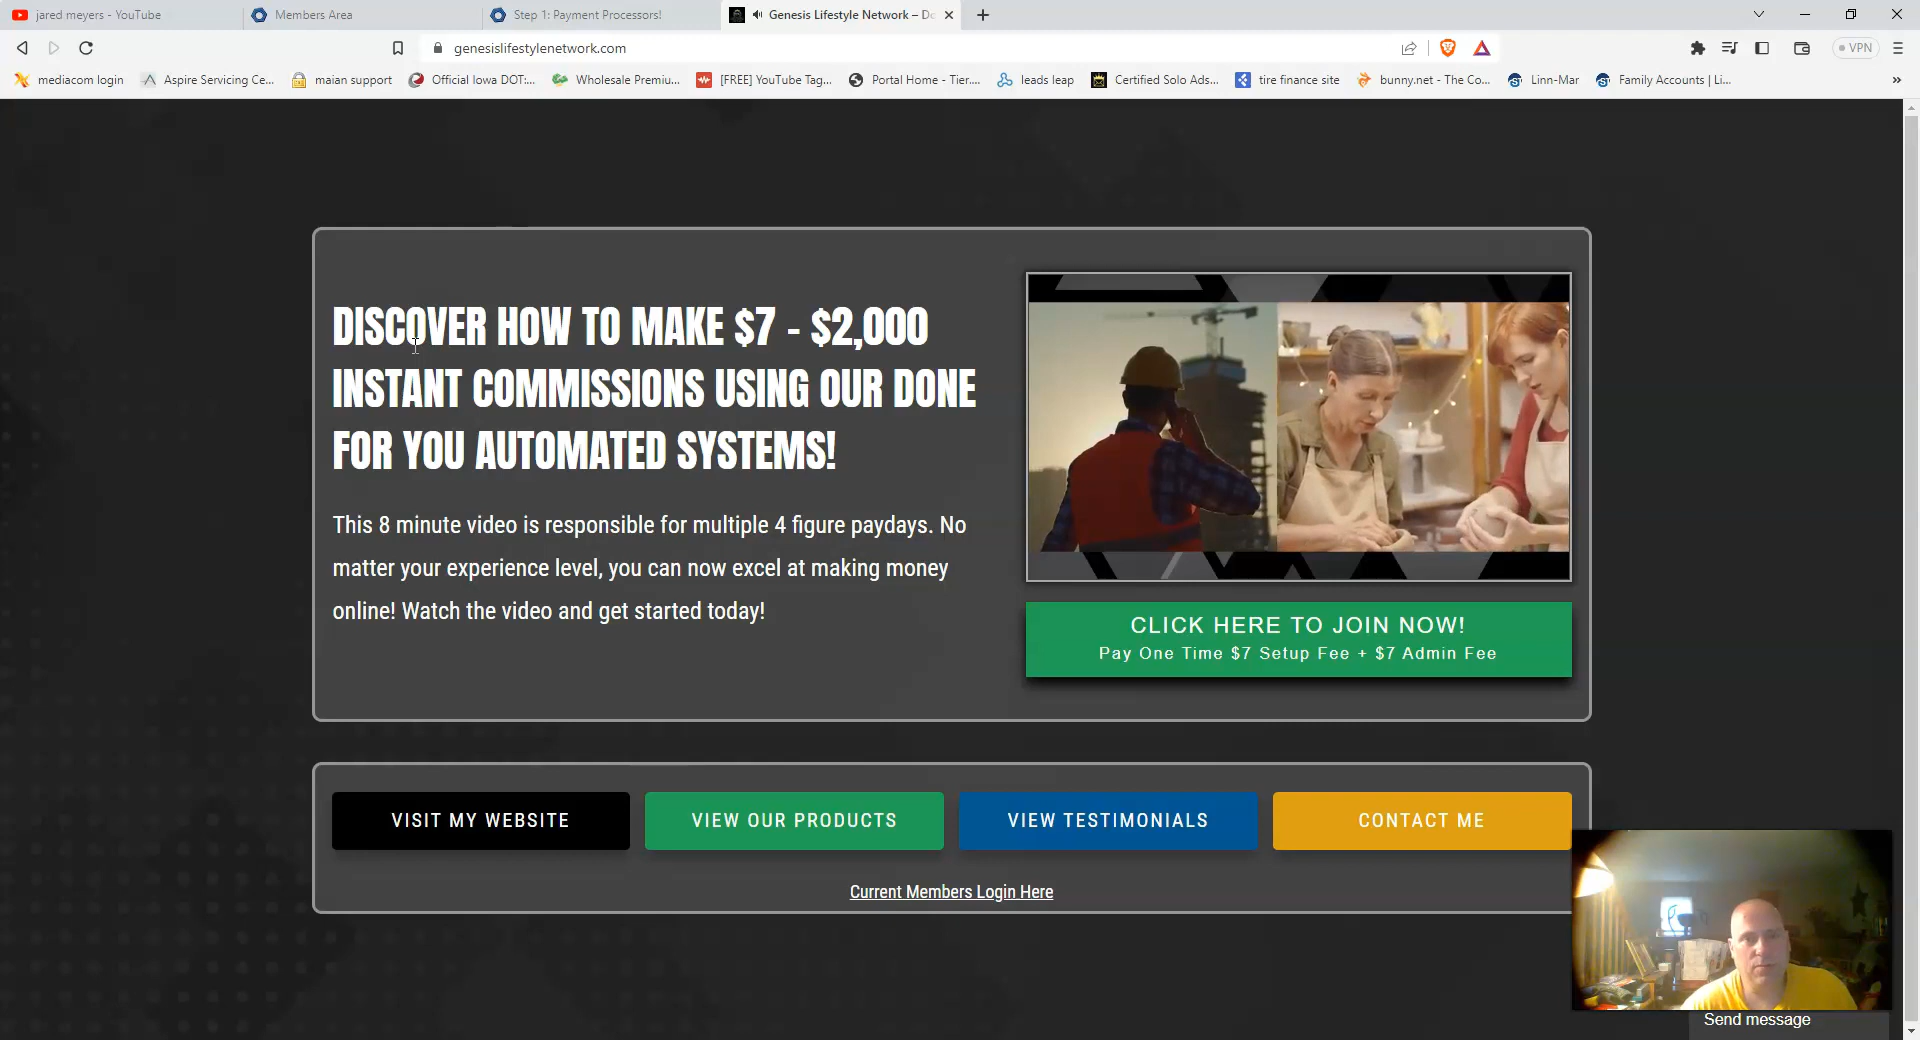 jared meyers - YouTube
Members Area
Step 1: Payment Processors!
Genesis Lifestyle Network – Do
genesislifestylenetwork.com
VPN
mediacom login
Aspire Servicing Ce...
maian support
Official Iowa DOT:...
Wholesale Premiu...
[FREE] YouTube Tag...
Portal Home - Tier....
leads leap
Certified Solo Ads...
tire finance site
bunny.net - The Co...
Linn-Mar
Family Accounts | Li...
DISCOVER HOW TO MAKE $7 - $2,000
INSTANT COMMISSIONS USING OUR DONE
FOR YOU AUTOMATED SYSTEMS!
This 8 minute video is responsible for multiple 4 figure paydays. No
matter your experience level, you can now excel at making money
online! Watch the video and get started today!
CLICK HERE TO JOIN NOW!
Pay One Time $7 Setup Fee + $7 Admin Fee
VISIT MY WEBSITE
VIEW OUR PRODUCTS
VIEW TESTIMONIALS
CONTACT ME
Current Members Login Here
Send message